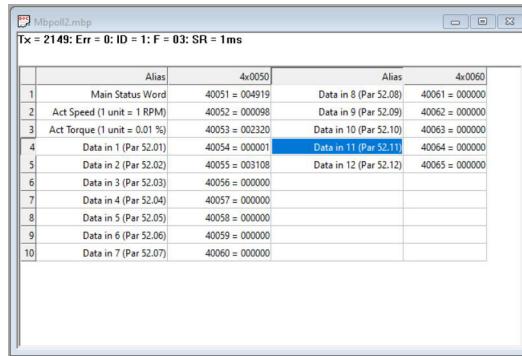 Mbpoll2.mbp
Tx = 2149: Err = 0: ID = 1: F = 03: SR = 1ms
Alias 4x0050 Alias 4x0060
1 Main Status Word 40051 = 004919 Data in 8 (Par 52.08) 40061 = 000000
2 Act Speed (1 unit = 1 RPM) 40052 = 000098 Data in 9 (Par 52.09) 40062 = 000000
3 Act Torque (1 unit = 0.01 %) 40053 = 002320 Data in 10 (Par 52.10) 40063 = 000000
4 Data in 1 (Par 52.01) 40054 = 000001 Data in 11 (Par 52.11) 40064 = 000000
5 Data in 2 (Par 52.02) 40055 = 003108 Data in 12 (Par 52.12) 40065 = 000000
6 Data in 3 (Par 52.03) 40056 = 000000
7 Data in 4 (Par 52.04) 40057 = 000000
8 Data in 5 (Par 52.05) 40058 = 000000
9 Data in 6 (Par 52.06) 40059 = 000000
10 Data in 7 (Par 52.07) 40060 = 000000